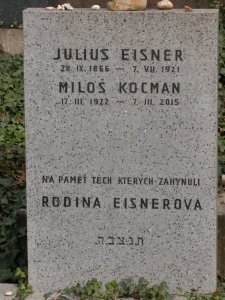 JULIUS EISNER
28. IX. 1866 — 7. VII. 1921
MILOŠ KOCMAN
17. III. 1922 — 7. III. 2015
NA PAMĚŤ TĚCH KTERÝCH ZAHYNULI
RODINA EISNEROVA
ת.נ.צ.ב.ה.